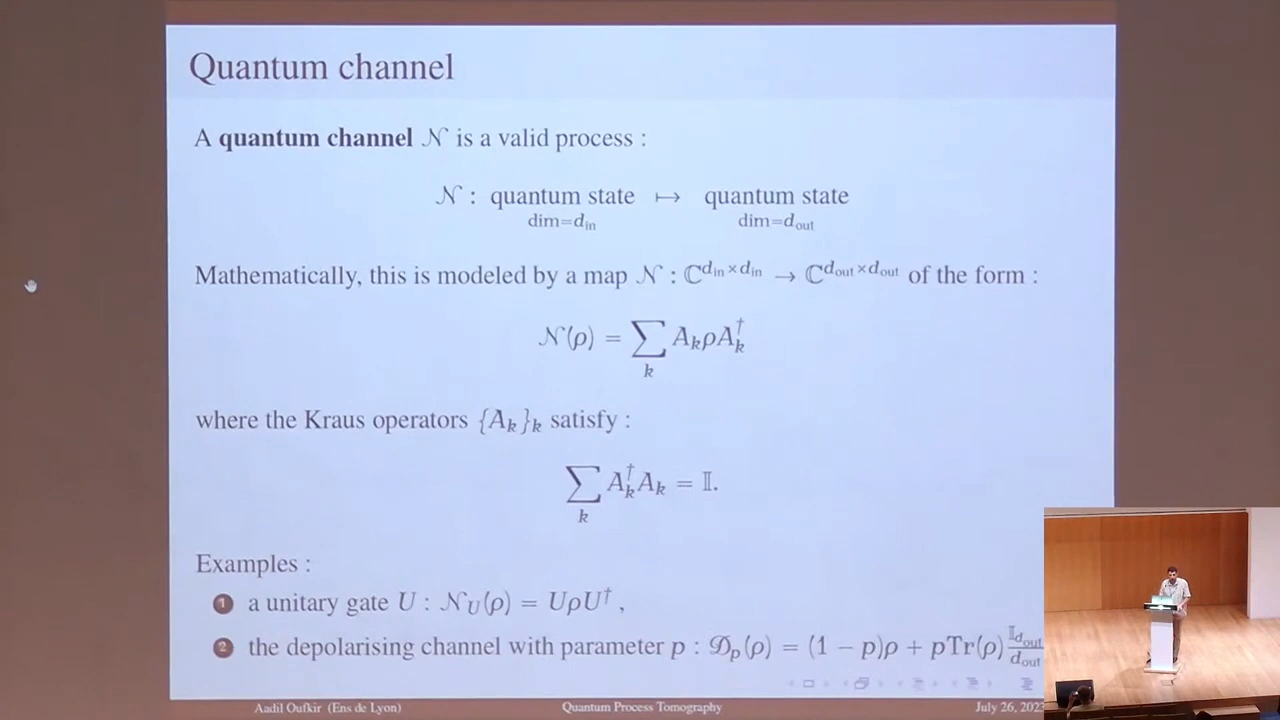 Quantum channel
A quantum channel 𝒩 is a valid process :
𝒩 : quantum state ↦ quantum state
dim=d_in dim=d_out
Mathematically, this is modeled by a map 𝒩 : ℂ^{d_in×d_in} → ℂ^{d_out×d_out} of the form :
𝒩(ρ) = ∑_k A_kρA_k^†
where the Kraus operators {A_k}_k satisfy :
∑_k A_k^†A_k = 𝕀.
Examples :
1 a unitary gate U : 𝒩_U(ρ) = UρU^† ,
2 the depolarising channel with parameter p : 𝒟_p(ρ) = (1 − p)ρ + pTr(ρ) 𝕀_{d_out}/d_out
Aadil Oufkir (Ens de Lyon) Quantum Process Tomography July 26, 202